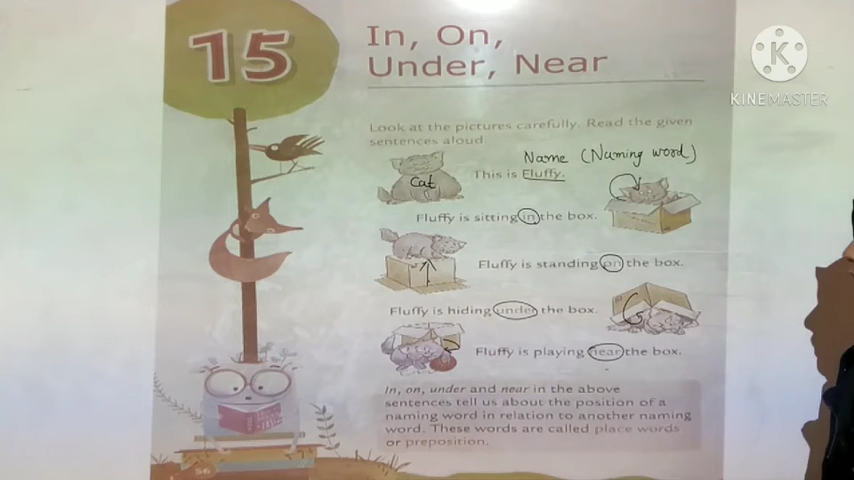 15
In, On,
Under, Near
KINEMASTER
Look at the pictures carefully. Read the given
sentences aloud.
Name (Naming word)
Cat
This is Fluffy.
Fluffy is sitting in the box.
Fluffy is standing on the box.
Fluffy is hiding under the box.
Fluffy is playing near the box.
In, on, under and near in the above
sentences tell us about the position of a
naming word in relation to another naming
word. These words are called place words
or preposition.
56